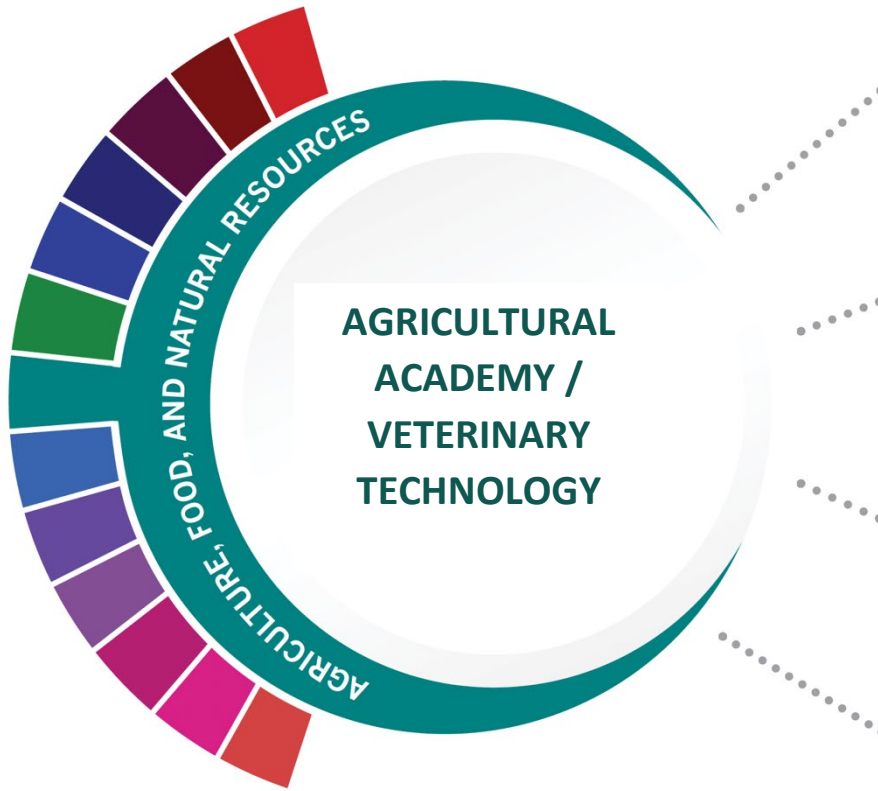 AGRICULTURE, FOOD, AND NATURAL RESOURCES
AGRICULTURAL
ACADEMY /
VETERINARY
TECHNOLOGY